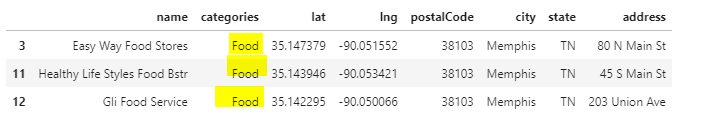 name categories lat lng postalCode city state address
3 Easy Way Food Stores Food 35.147379 -90.051552 38103 Memphis TN 80 N Main St
11 Healthy Life Styles Food Bstr Food 35.143946 -90.053421 38103 Memphis TN 45 S Main St
12 Gli Food Service Food 35.142295 -90.050066 38103 Memphis TN 203 Union Ave